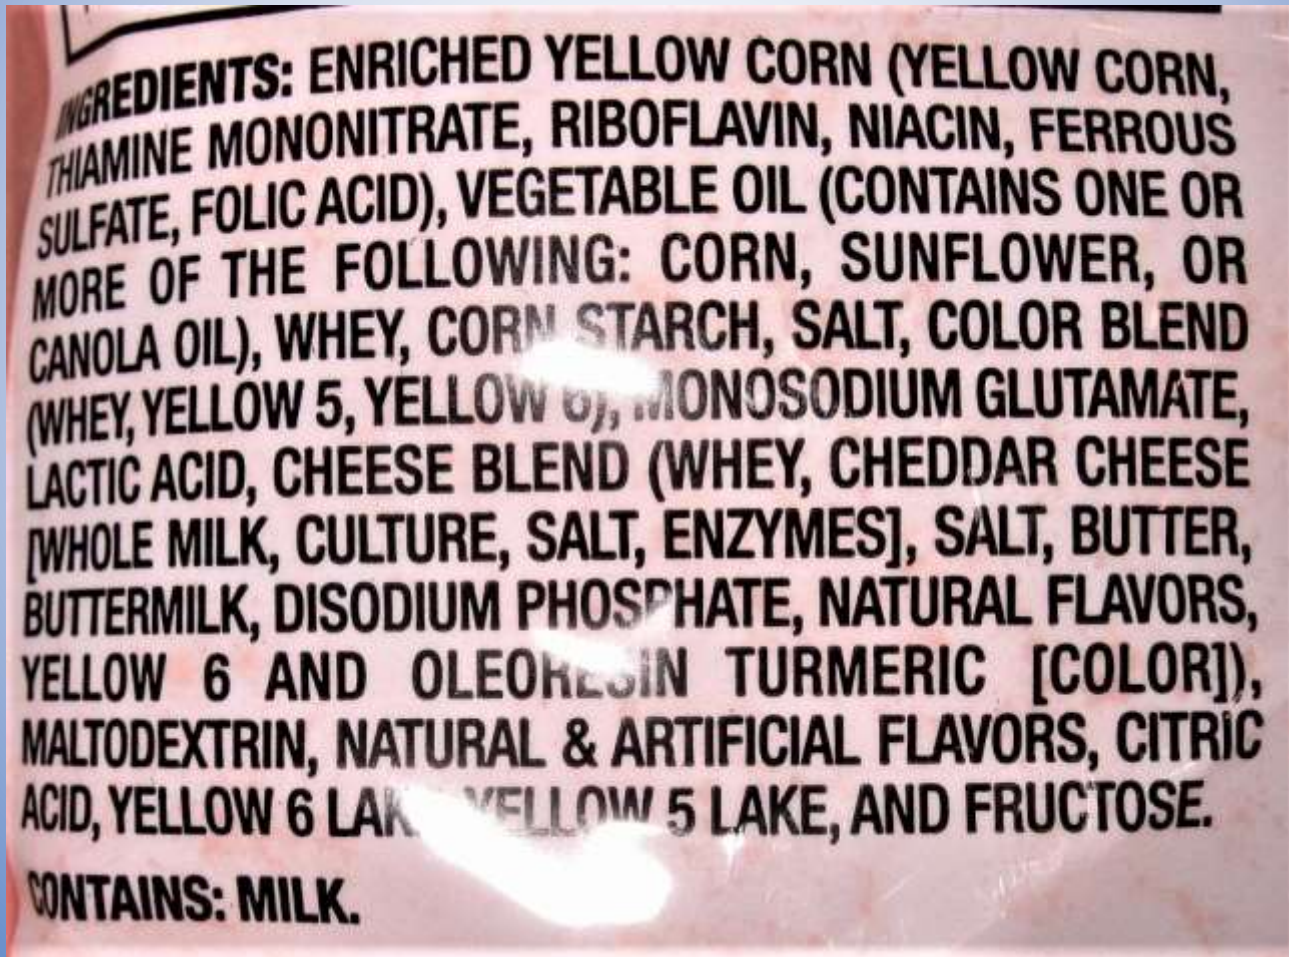 INGREDIENTS: ENRICHED YELLOW CORN (YELLOW CORN,
THIAMINE MONONITRATE, RIBOFLAVIN, NIACIN, FERROUS
SULFATE, FOLIC ACID), VEGETABLE OIL (CONTAINS ONE OR
MORE OF THE FOLLOWING: CORN, SUNFLOWER, OR
CANOLA OIL), WHEY, CORN STARCH, SALT, COLOR BLEND
(WHEY, YELLOW 5, YELLOW 6), MONOSODIUM GLUTAMATE,
LACTIC ACID, CHEESE BLEND (WHEY, CHEDDAR CHEESE
[WHOLE MILK, CULTURE, SALT, ENZYMES], SALT, BUTTER,
BUTTERMILK, DISODIUM PHOSPHATE, NATURAL FLAVORS,
YELLOW 6 AND OLEORESIN TURMERIC [COLOR]),
MALTODEXTRIN, NATURAL & ARTIFICIAL FLAVORS, CITRIC
ACID, YELLOW 6 LAKE, YELLOW 5 LAKE, AND FRUCTOSE.
CONTAINS: MILK.